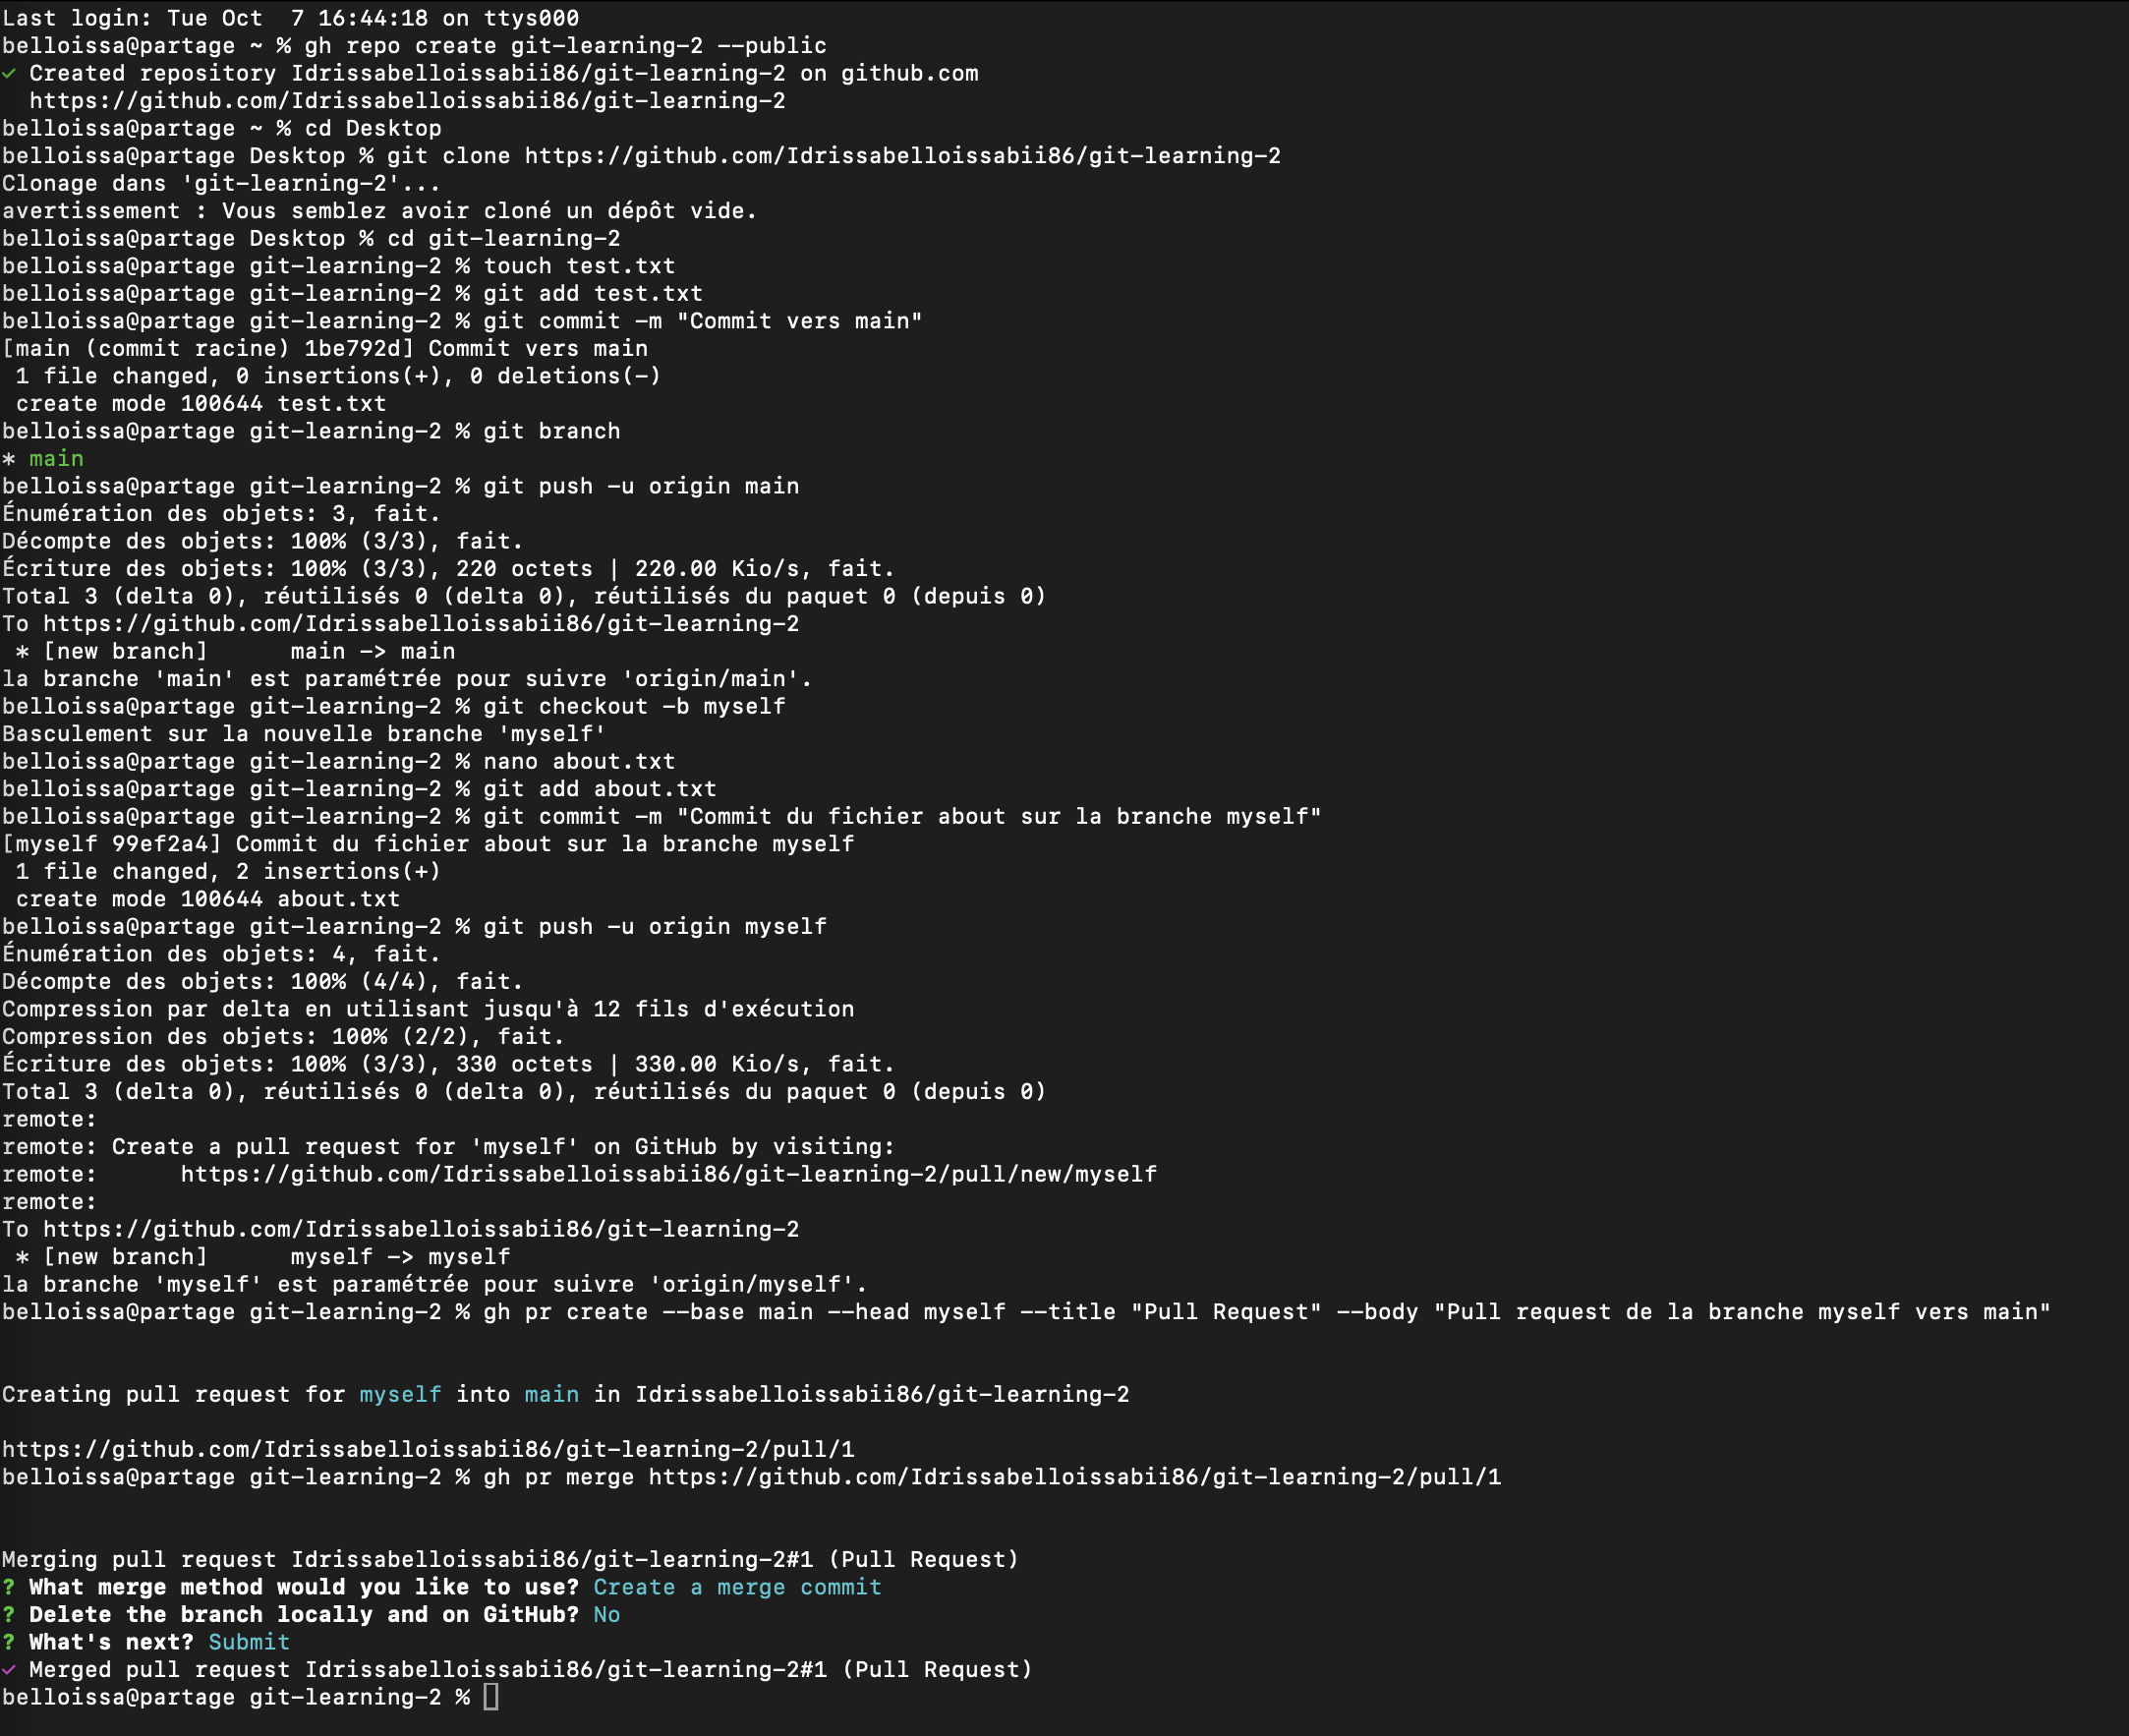 Last login: Tue Oct  7 16:44:18 on ttys000
belloissa@partage ~ % gh repo create git-learning-2 --public
✓ Created repository Idrissabelloissabii86/git-learning-2 on github.com
  https://github.com/Idrissabelloissabii86/git-learning-2
belloissa@partage ~ % cd Desktop
belloissa@partage Desktop % git clone https://github.com/Idrissabelloissabii86/git-learning-2
Clonage dans 'git-learning-2'...
avertissement : Vous semblez avoir cloné un dépôt vide.
belloissa@partage Desktop % cd git-learning-2
belloissa@partage git-learning-2 % touch test.txt
belloissa@partage git-learning-2 % git add test.txt
belloissa@partage git-learning-2 % git commit -m "Commit vers main"
[main (commit racine) 1be792d] Commit vers main
 1 file changed, 0 insertions(+), 0 deletions(-)
 create mode 100644 test.txt
belloissa@partage git-learning-2 % git branch
* main
belloissa@partage git-learning-2 % git push -u origin main
Énumération des objets: 3, fait.
Décompte des objets: 100% (3/3), fait.
Écriture des objets: 100% (3/3), 220 octets | 220.00 Kio/s, fait.
Total 3 (delta 0), réutilisés 0 (delta 0), réutilisés du paquet 0 (depuis 0)
To https://github.com/Idrissabelloissabii86/git-learning-2
 * [new branch]      main -> main
la branche 'main' est paramétrée pour suivre 'origin/main'.
belloissa@partage git-learning-2 % git checkout -b myself
Basculement sur la nouvelle branche 'myself'
belloissa@partage git-learning-2 % nano about.txt
belloissa@partage git-learning-2 % git add about.txt
belloissa@partage git-learning-2 % git commit -m "Commit du fichier about sur la branche myself"
[myself 99ef2a4] Commit du fichier about sur la branche myself
 1 file changed, 2 insertions(+)
 create mode 100644 about.txt
belloissa@partage git-learning-2 % git push -u origin myself
Énumération des objets: 4, fait.
Décompte des objets: 100% (4/4), fait.
Compression par delta en utilisant jusqu'à 12 fils d'exécution
Compression des objets: 100% (2/2), fait.
Écriture des objets: 100% (3/3), 330 octets | 330.00 Kio/s, fait.
Total 3 (delta 0), réutilisés 0 (delta 0), réutilisés du paquet 0 (depuis 0)
remote:
remote: Create a pull request for 'myself' on GitHub by visiting:
remote:      https://github.com/Idrissabelloissabii86/git-learning-2/pull/new/myself
remote:
To https://github.com/Idrissabelloissabii86/git-learning-2
 * [new branch]      myself -> myself
la branche 'myself' est paramétrée pour suivre 'origin/myself'.
belloissa@partage git-learning-2 % gh pr create --base main --head myself --title "Pull Request" --body "Pull request de la branche myself vers main"
Creating pull request for myself into main in Idrissabelloissabii86/git-learning-2
https://github.com/Idrissabelloissabii86/git-learning-2/pull/1
belloissa@partage git-learning-2 % gh pr merge https://github.com/Idrissabelloissabii86/git-learning-2/pull/1
Merging pull request Idrissabelloissabii86/git-learning-2#1 (Pull Request)
? What merge method would you like to use? Create a merge commit
? Delete the branch locally and on GitHub? No
? What's next? Submit
✓ Merged pull request Idrissabelloissabii86/git-learning-2#1 (Pull Request)
belloissa@partage git-learning-2 %